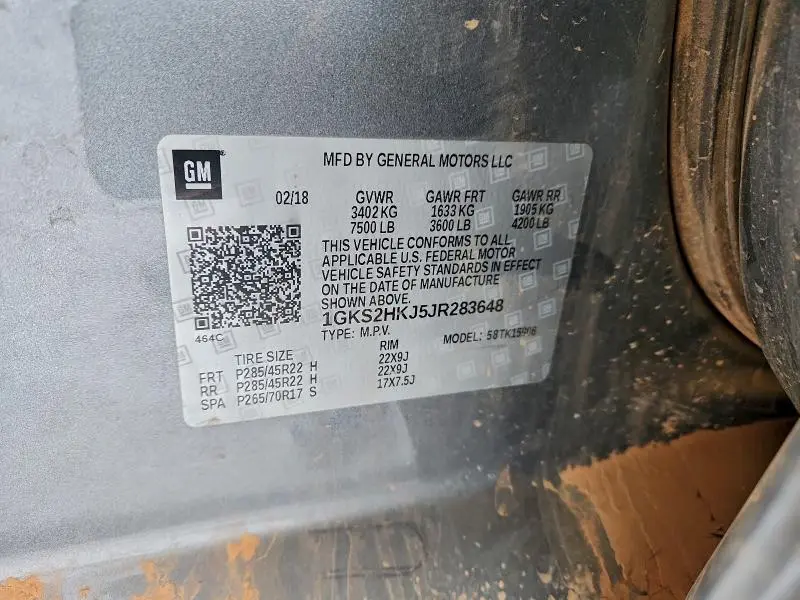 GM
MFD BY GENERAL MOTORS LLC
02/18 GVWR GAWR FRT GAWR RR
3402 KG 1633 KG 1905 KG
7500 LB 3600 LB 4200 LB
THIS VEHICLE CONFORMS TO ALL
APPLICABLE U.S. FEDERAL MOTOR
VEHICLE SAFETY STANDARDS IN EFFECT
ON THE DATE OF MANUFACTURE
SHOWN ABOVE.
1GKS2HKJ5JR283648
464C TYPE: M.P.V. MODEL:
TIRE SIZE RIM
FRT P285/45R22 H 22X9J
RR P285/45R22 H 22X9J
SPA P265/70R17 S 17X7.5J